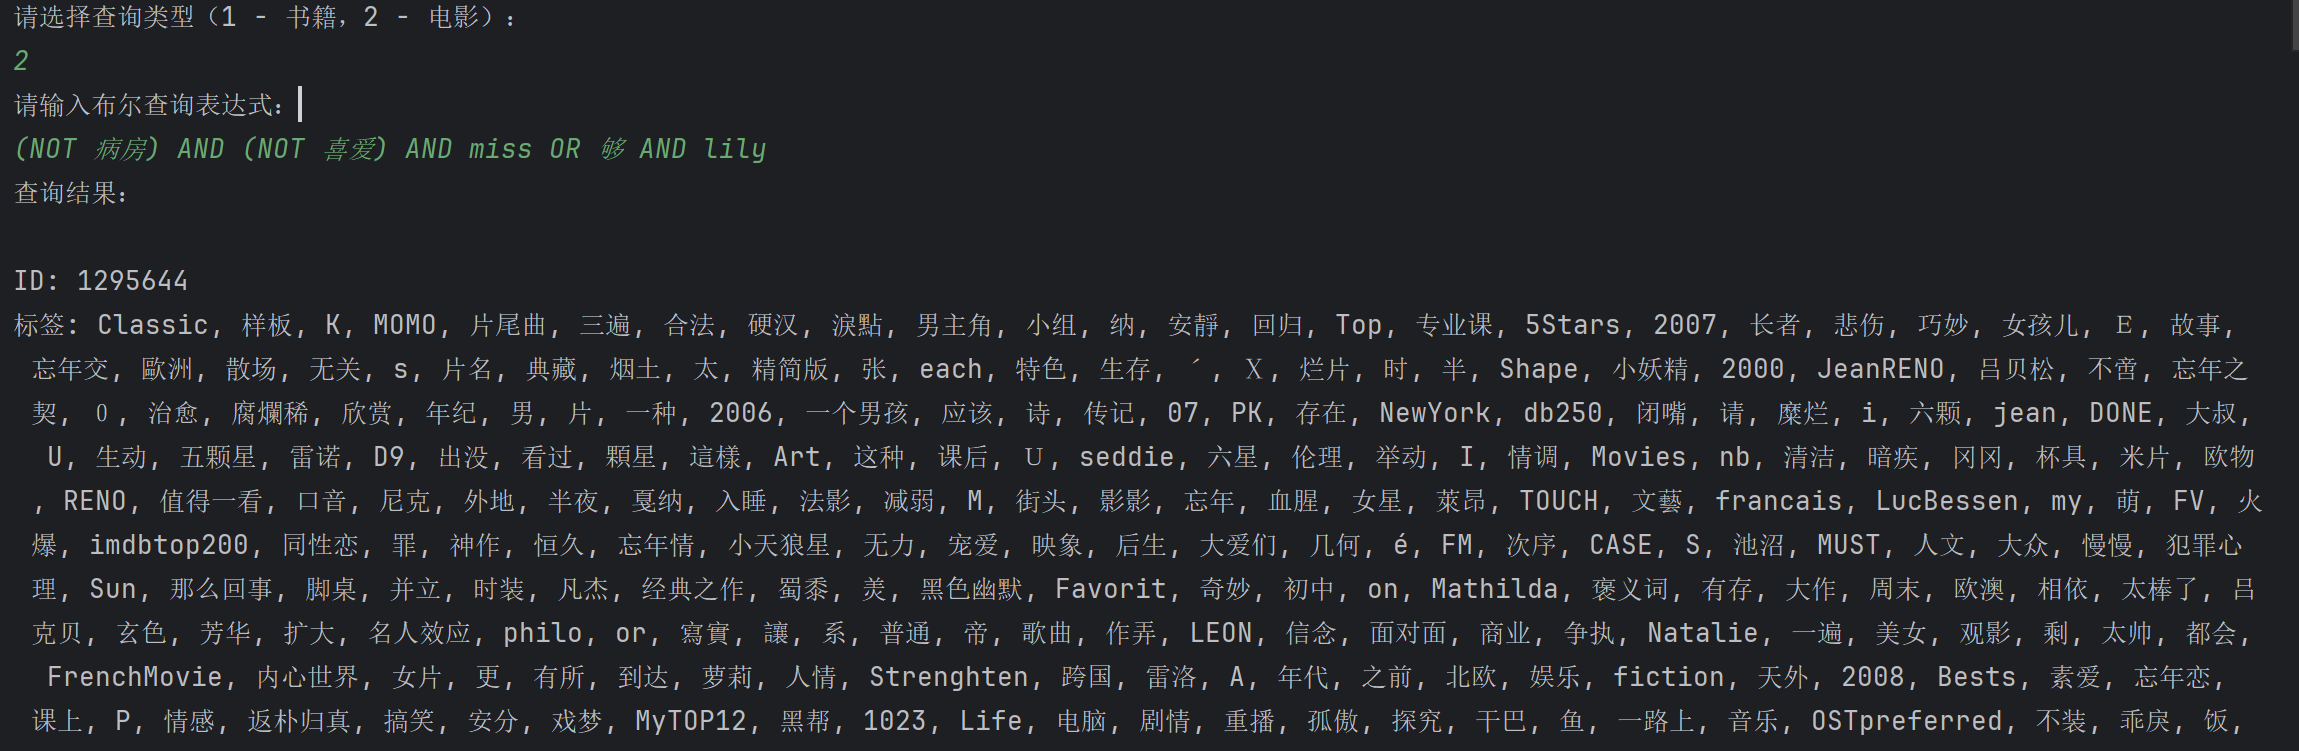 请选择查询类型（1 - 书籍，2 - 电影）：
2
请输入布尔查询表达式：
(NOT 病房) AND (NOT 喜爱) AND miss OR 够 AND lily
查询结果：
ID: 1295644
标签: Classic, 样板, K, MOMO, 片尾曲, 三遍, 合法, 硬汉, 淚點, 男主角, 小组, 纳, 安靜, 回归, Top, 专业课, 5Stars, 2007, 长者, 悲伤, 巧妙, 女孩儿, Ｅ, 故事,
忘年交, 歐洲, 散场, 无关, s, 片名, 典藏, 烟土, 太, 精简版, 张, each, 特色, 生存, ˊ, Ｘ, 烂片, 时, 半, Shape, 小妖精, 2000, JeanRENO, 吕贝松, 不啻, 忘年之
契, ０, 治愈, 腐爛稀, 欣赏, 年纪, 男, 片, 一种, 2006, 一个男孩, 应该, 诗, 传记, 07, PK, 存在, NewYork, db250, 闭嘴, 请, 糜烂, i, 六颗, jean, DONE, 大叔,
U, 生动, 五颗星, 雷诺, D9, 出没, 看过, 顆星, 這樣, Art, 这种, 课后, Ｕ, seddie, 六星, 伦理, 举动, I, 情调, Movies, nb, 清洁, 暗疾, 冈冈, 杯具, 米片, 欧物
, RENO, 值得一看, 口音, 尼克, 外地, 半夜, 戛纳, 入睡, 法影, 减弱, M, 街头, 影影, 忘年, 血腥, 女星, 萊昂, TOUCH, 文藝, francais, LucBessen, my, 萌, FV, 火
爆, imdbtop200, 同性恋, 罪, 神作, 恒久, 忘年情, 小天狼星, 无力, 宠爱, 映象, 后生, 大爱们, 几何, é, FM, 次序, CASE, S, 池沼, MUST, 人文, 大众, 慢慢, 犯罪心
理, Sun, 那么回事, 脚桌, 并立, 时装, 凡杰, 经典之作, 蜀黍, 羙, 黑色幽默, Favorit, 奇妙, 初中, on, Mathilda, 褒义词, 有存, 大作, 周末, 欧澳, 相依, 太棒了, 吕
克贝, 玄色, 芳华, 扩大, 名人效应, philo, or, 寫實, 讓, 系, 普通, 帝, 歌曲, 作弄, LEON, 信念, 面对面, 商业, 争执, Natalie, 一遍, 美女, 观影, 剩, 太帅, 都会,
FrenchMovie, 内心世界, 女片, 更, 有所, 到达, 萝莉, 人情, Strenghten, 跨国, 雷洛, A, 年代, 之前, 北欧, 娱乐, fiction, 天外, 2008, Bests, 素爱, 忘年恋,
课上, P, 情感, 返朴归真, 搞笑, 安分, 戏梦, MyTOP12, 黑帮, 1023, Life, 电脑, 剧情, 重播, 孤傲, 探究, 干巴, 鱼, 一路上, 音乐, OSTpreferred, 不装, 乖戾, 饭,